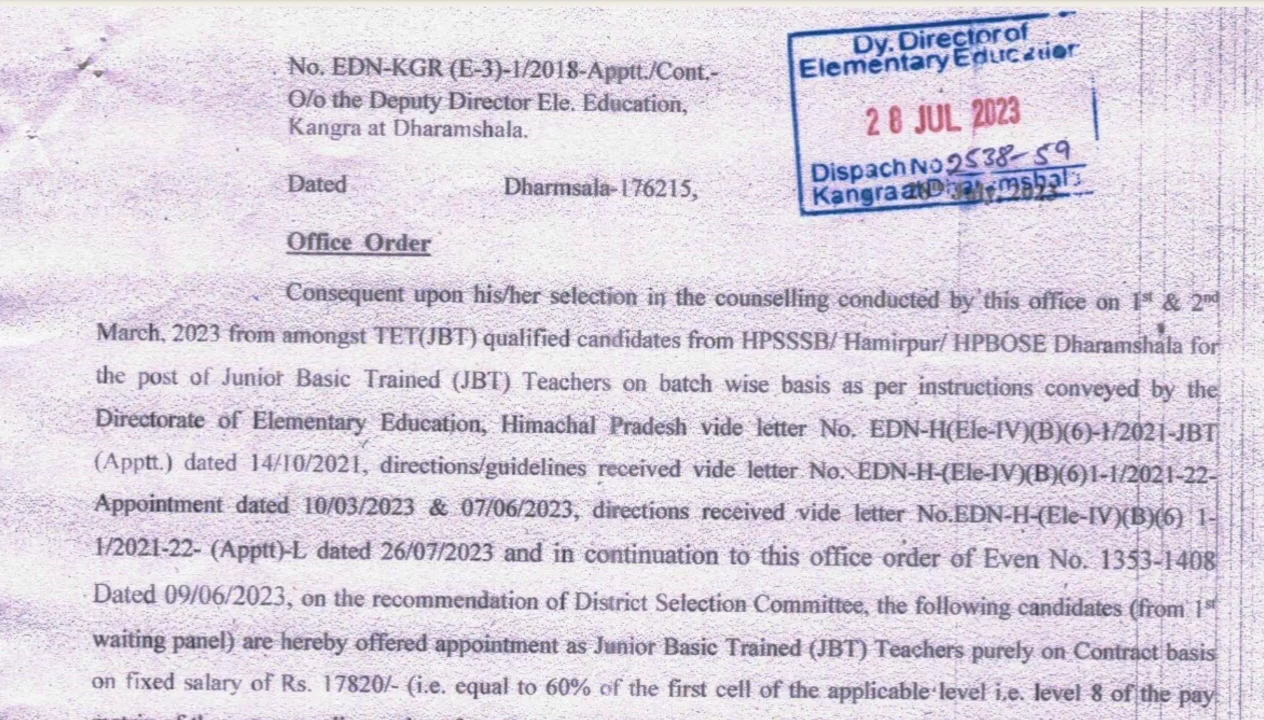 No. EDN-KGR (E-3)-1/2018-Apptt./Cont.-
O/o the Deputy Director Ele. Education,
Kangra at Dharamshala.
Dated Dharmsala-176215,
Dy. Director of
Elementary Education
28 JUL 2023
Dispach No 2538-59
Kangra at
Office Order
Consequent upon his/her selection in the counselling conducted by this office on 1st & 2nd
March, 2023 from amongst TET(JBT) qualified candidates from HPSSSB/ Hamirpur/ HPBOSE Dharamshala for
the post of Junior Basic Trained (JBT) Teachers on batch wise basis as per instructions conveyed by the
Directorate of Elementary Education, Himachal Pradesh vide letter No. EDN-H(Ele-IV)(B)(6)-1/2021-JBT
(Apptt.) dated 14/10/2021, directions/guidelines received vide letter No. EDN-H-(Ele-IV)(B)(6)1-1/2021-22-
Appointment dated 10/03/2023 & 07/06/2023, directions received vide letter No.EDN-H-(Ele-IV)(B)(6) 1-
1/2021-22- (Apptt)-L dated 26/07/2023 and in continuation to this office order of Even No. 1353-1408
Dated 09/06/2023, on the recommendation of District Selection Committee, the following candidates (from 1st
waiting panel) are hereby offered appointment as Junior Basic Trained (JBT) Teachers purely on Contract basis
on fixed salary of Rs. 17820/- (i.e. equal to 60% of the first cell of the applicable level i.e. level 8 of the pay